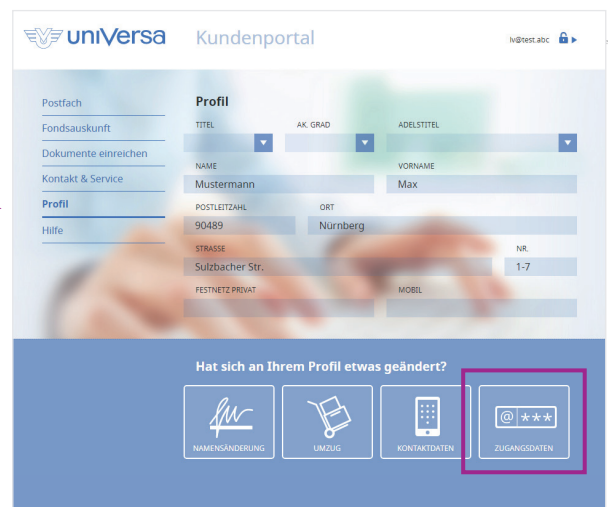 uniVersa Kundenportal lv@test.abc
Postfach
Fondsauskunft
Dokumente einreichen
Kontakt & Service
Profil
Hilfe
Profil
TITEL AK. GRAD ADELSTITEL
NAME VORNAME
Mustermann Max
POSTLEITZAHL ORT
90489 Nürnberg
STRASSE NR.
Sulzbacher Str. 1-7
FESTNETZ PRIVAT MOBIL
Hat sich an Ihrem Profil etwas geändert?
@ ***
NAMENSÄNDERUNG UMZUG KONTAKTDATEN ZUGANGSDATEN